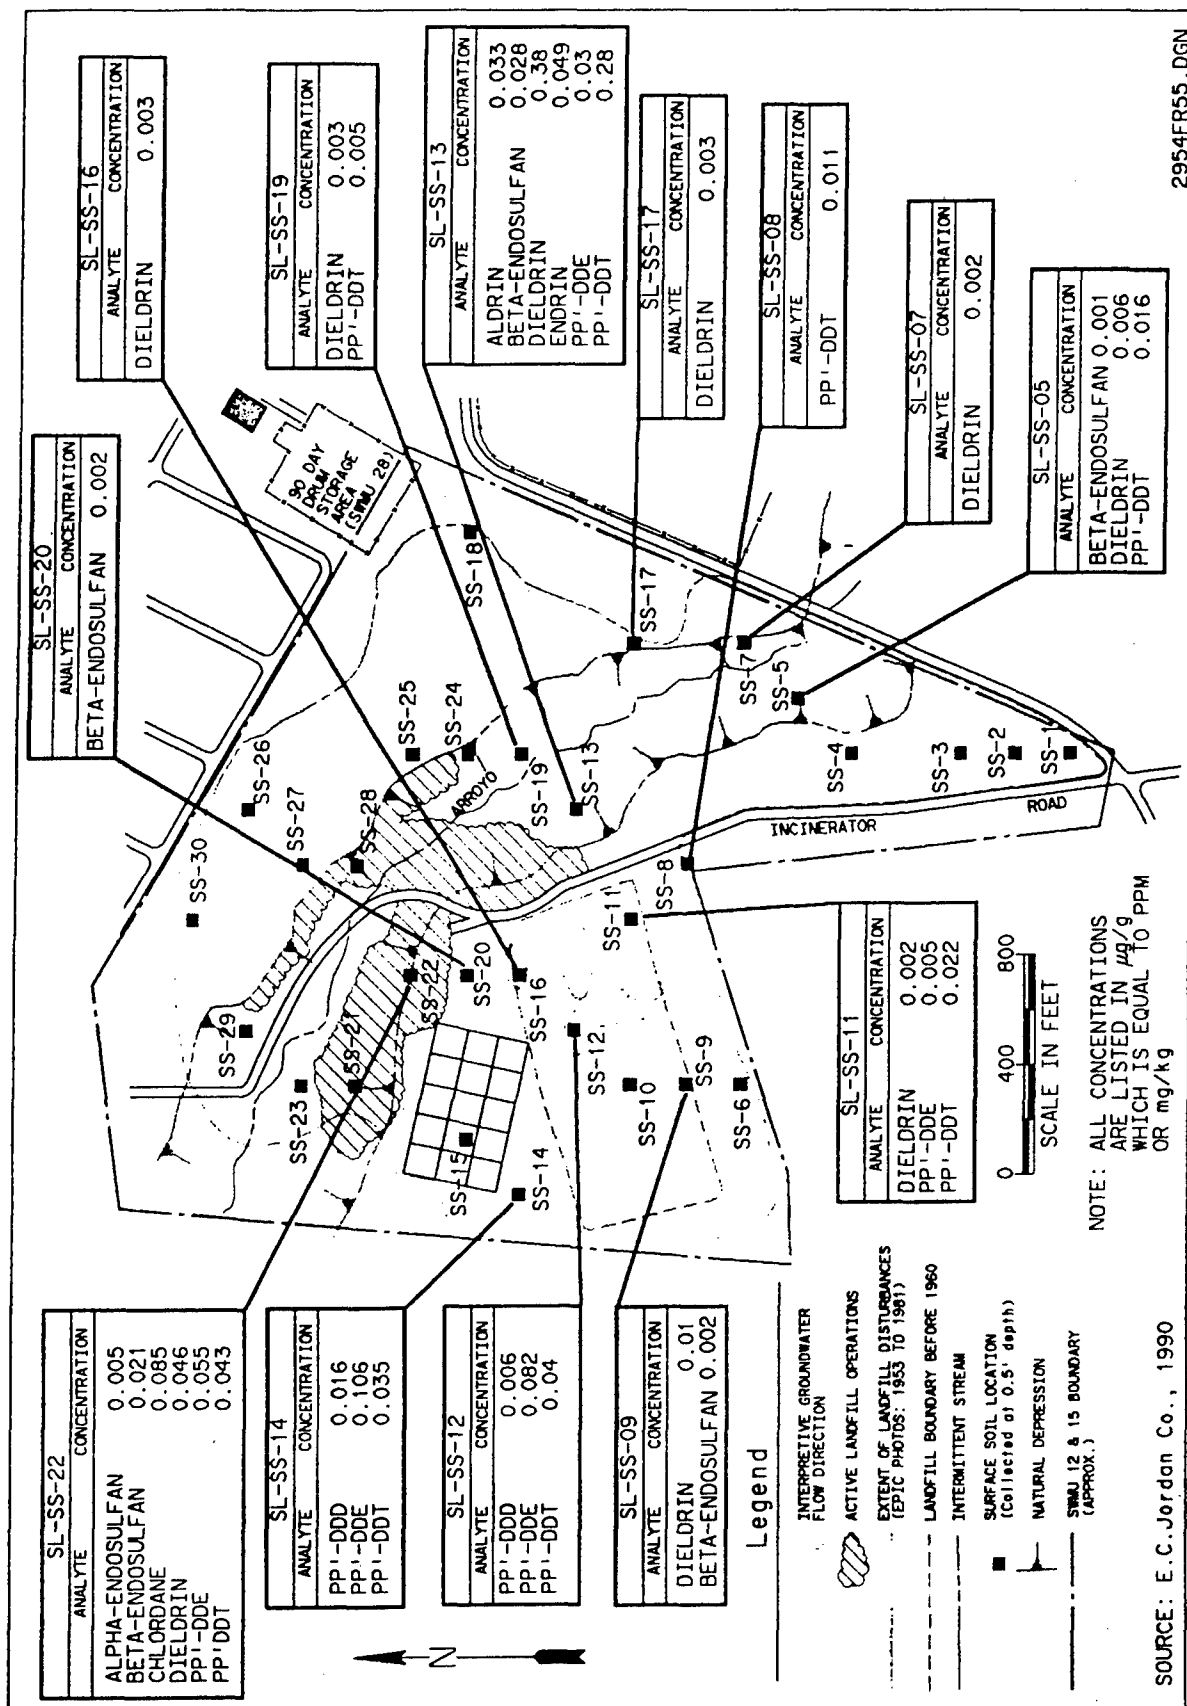 SL-SS-22
ANALYTE CONCENTRATION
ALPHA-ENDOSULFAN 0.005
BETA-ENDOSULFAN 0.021
CHLORDANE 0.085
DIELDRIN 0.046
PP'-DDE 0.055
PP'DDT 0.043
SL-SS-14
ANALYTE CONCENTRATION
PP'-DDD 0.016
PP'-DDE 0.106
PP'-DDT 0.035
SL-SS-12
ANALYTE CONCENTRATION
PP'-DDD 0.006
PP'-DDE 0.082
PP'-DDT 0.04
SL-SS-09
ANALYTE CONCENTRATION
DIELDRIN 0.01
BETA-ENDOSULFAN 0.002
SL-SS-20
ANALYTE CONCENTRATION
BETA-ENDOSULFAN 0.002
SL-SS-16
ANALYTE CONCENTRATION
DIELDRIN 0.003
SL-SS-19
ANALYTE CONCENTRATION
DIELDRIN 0.003
PP'-DDT 0.005
SL-SS-13
ANALYTE CONCENTRATION
ALDRIN 0.033
BETA-ENDOSULFAN 0.028
DIELDRIN 0.38
ENDRIN 0.049
PP'-DDE 0.03
PP'-DDT 0.28
SL-SS-17
ANALYTE CONCENTRATION
DIELDRIN 0.003
SL-SS-08
ANALYTE CONCENTRATION
PP'-DDT 0.011
SL-SS-07
ANALYTE CONCENTRATION
DIELDRIN 0.002
SL-SS-05
ANALYTE CONCENTRATION
BETA-ENDOSULFAN 0.001
DIELDRIN 0.006
PP'-DDT 0.016
SL-SS-11
ANALYTE CONCENTRATION
DIELDRIN 0.002
PP'-DDE 0.005
PP'-DDT 0.022
90 DAY
DRUM
STORAGE
AREA
(SWMU 28)
SS-30
SS-26
SS-27
SS-29
SS-28
SS-25
SS-23
SS-21
SS-22
SS-24
SS-18
ARROYO
SS-15
SS-20
SS-19
SS-14
SS-16
SS-13
SS-12
SS-17
SS-10
SS-11
SS-9
SS-8
SS-7
SS-6
SS-5
SS-4
SS-3
SS-2
SS-1
INCINERATOR
ROAD
N
Legend
INTERPRETIVE GROUNDWATER
FLOW DIRECTION
ACTIVE LANDFILL OPERATIONS
EXTENT OF LANDFILL DISTURBANCES
(EPIC PHOTOS: 1953 TO 1981)
LANDFILL BOUNDARY BEFORE 1960
INTERMITTENT STREAM
SURFACE SOIL LOCATION
(Collected at 0.5' depth)
NATURAL DEPRESSION
SWMU 12 & 15 BOUNDARY
(APPROX.)
0 400 800
SCALE IN FEET
NOTE: ALL CONCENTRATIONS
ARE LISTED IN µg/g
WHICH IS EQUAL TO PPM
OR mg/kg
SOURCE: E.C.Jordan Co., 1990
2954ER55.DGN